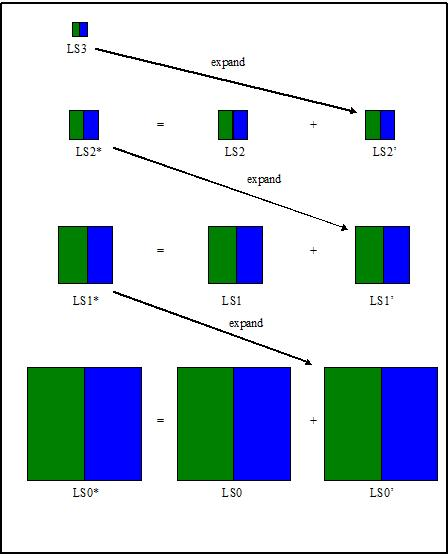 LS3
expand
= +
LS2* LS2 LS2’
expand
= +
LS1* LS1 LS1’
expand
= +
LS0* LS0 LS0’